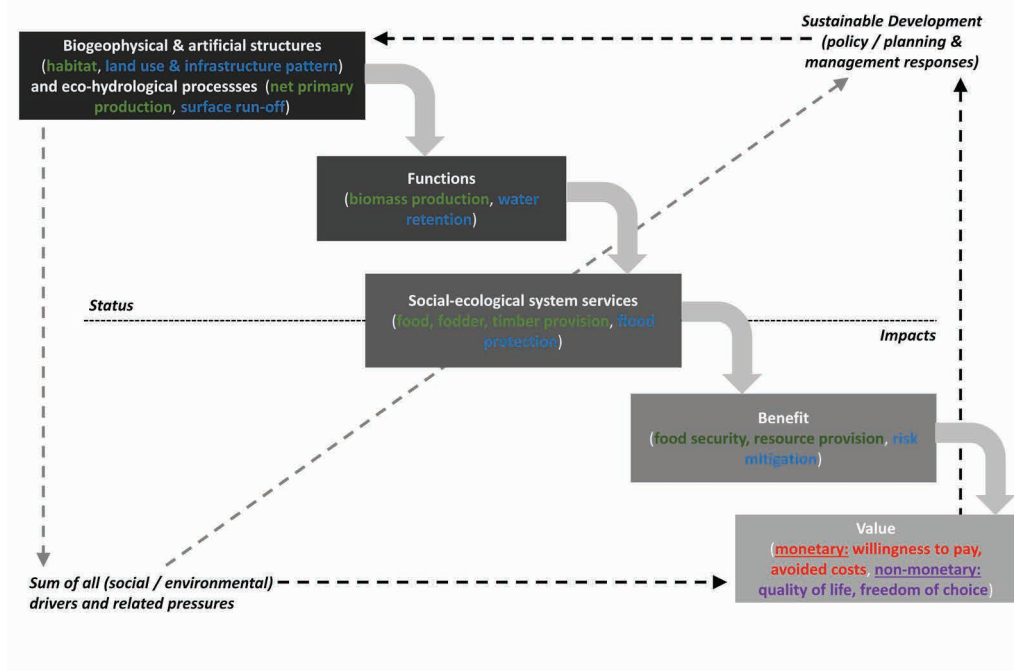 Sustainable Development
(policy / planning &
management responses)
Biogeophysical & artificial structures
(habitat, land use & infrastructure pattern)
and eco-hydrological processses (net primary
production, surface run-off)
Functions
(biomass production, water
retention)
Social-ecological system services
(food, fodder, timber provision, flood
protection)
Status
Impacts
Benefit
(food security, resource provision, risk
mitigation)
Value
(monetary: willingness to pay,
avoided costs, non-monetary:
quality of life, freedom of choice)
Sum of all (social / environmental)
drivers and related pressures